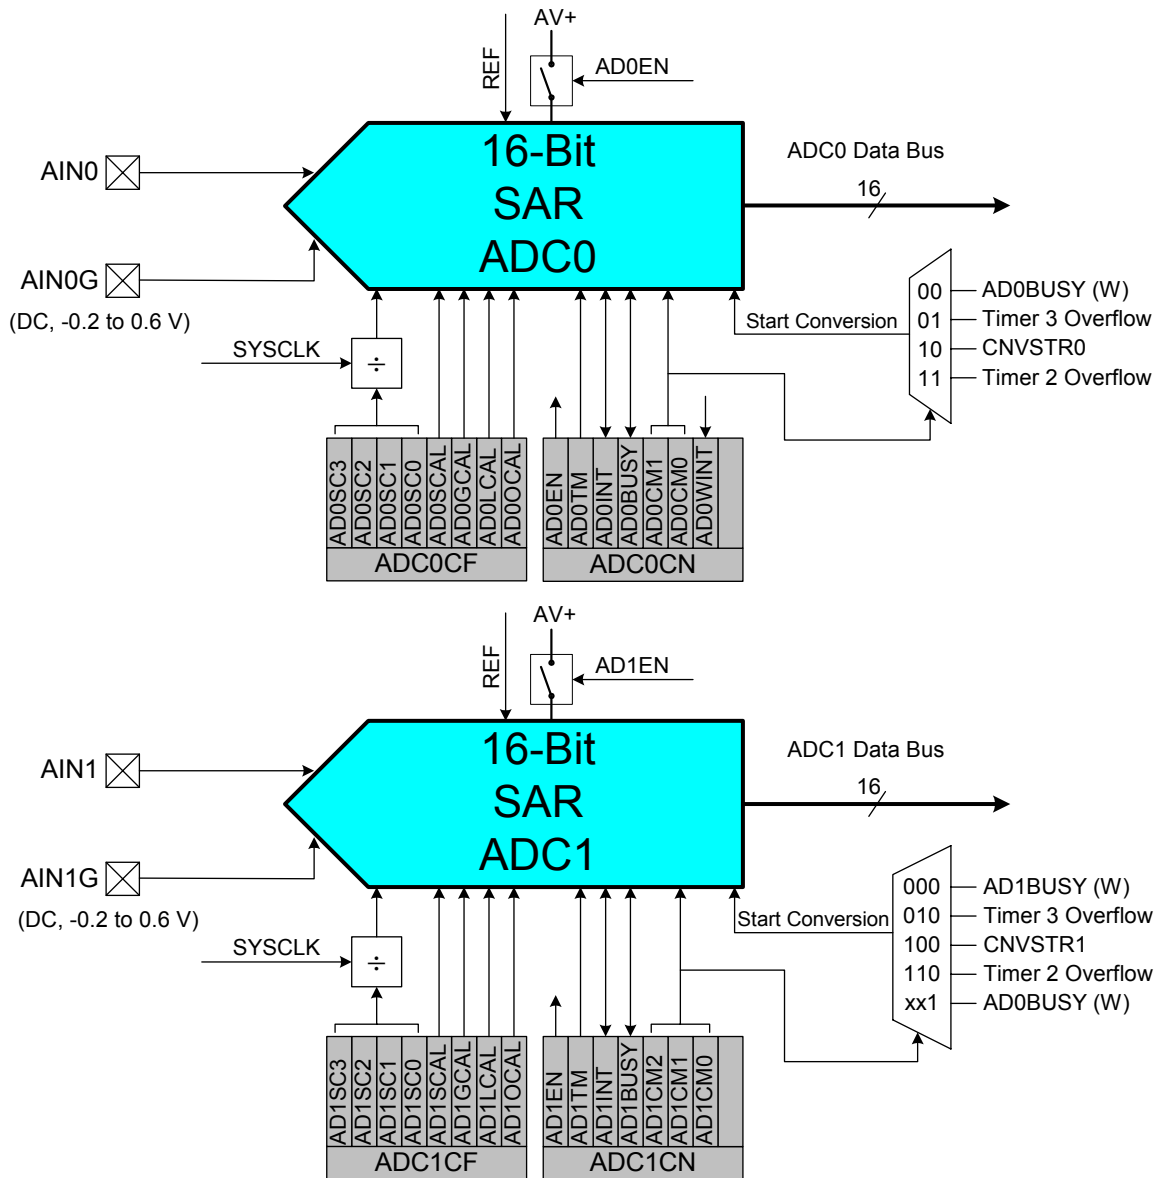 AV+
REF
AD0EN
16-Bit
SAR
ADC0
AIN0
AIN0G
(DC, -0.2 to 0.6 V)
ADC0 Data Bus
16
SYSCLK
÷
Start Conversion
00 AD0BUSY (W)
01 Timer 3 Overflow
10 CNVSTR0
11 Timer 2 Overflow
AD0SC3
AD0SC2
AD0SC1
AD0SC0
AD0SCAL
AD0GCAL
AD0LCAL
AD0OCAL
ADC0CF
AD0EN
AD0TM
AD0INT
AD0BUSY
AD0CM1
AD0CM0
AD0WINT
ADC0CN
AV+
REF
AD1EN
16-Bit
SAR
ADC1
AIN1
AIN1G
(DC, -0.2 to 0.6 V)
ADC1 Data Bus
16
SYSCLK
÷
Start Conversion
000 AD1BUSY (W)
010 Timer 3 Overflow
100 CNVSTR1
110 Timer 2 Overflow
xx1 AD0BUSY (W)
AD1SC3
AD1SC2
AD1SC1
AD1SC0
AD1SCAL
AD1GCAL
AD1LCAL
AD1OCAL
ADC1CF
AD1EN
AD1TM
AD1INT
AD1BUSY
AD1CM2
AD1CM1
AD1CM0
ADC1CN